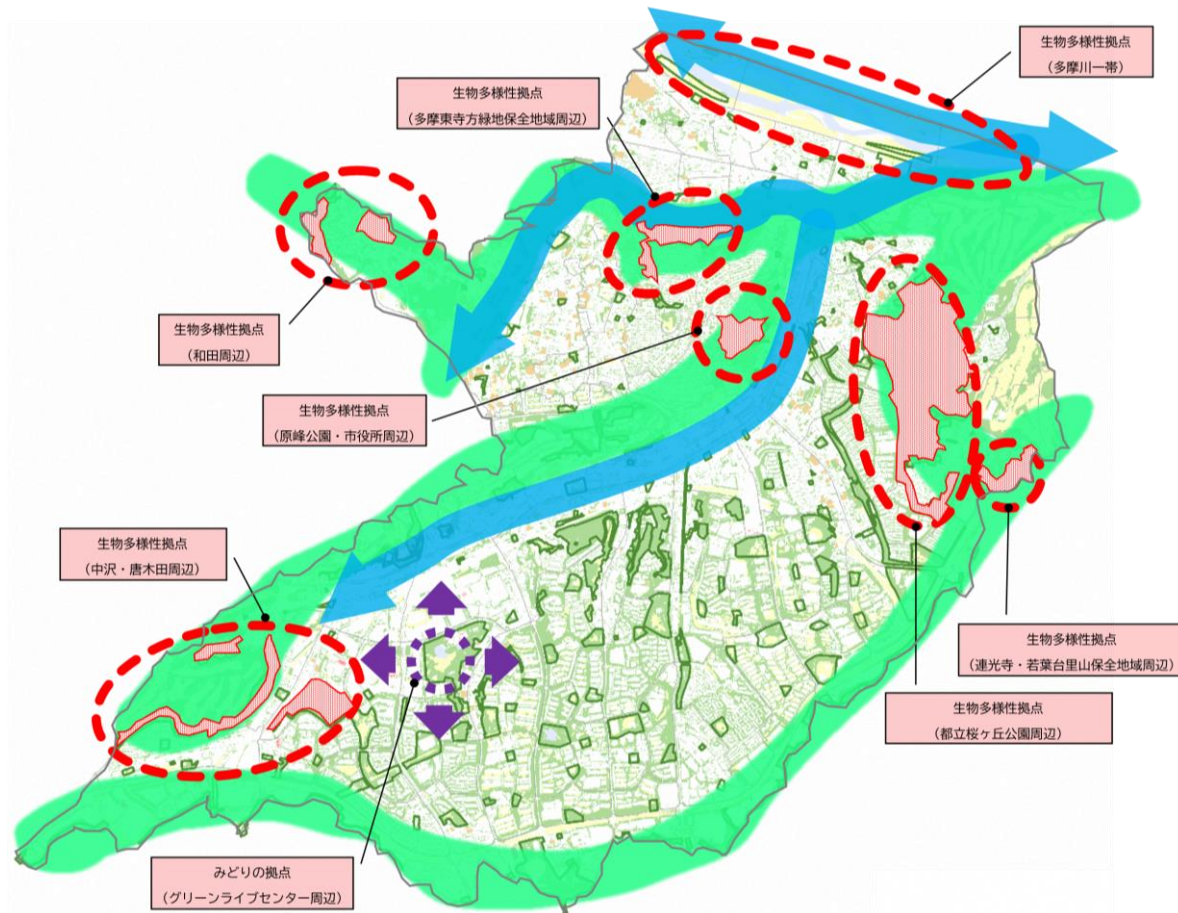 生物多様性拠点
（多摩川一帯）
生物多様性拠点
（多摩東寺方緑地保全地域周辺）
生物多様性拠点
（和田周辺）
生物多様性拠点
（原峰公園・市役所周辺）
生物多様性拠点
（中沢・唐木田周辺）
生物多様性拠点
（連光寺・若葉台里山保全地域周辺）
生物多様性拠点
（都立桜ヶ丘公園周辺）
みどりの拠点
（グリーンライブセンター周辺）